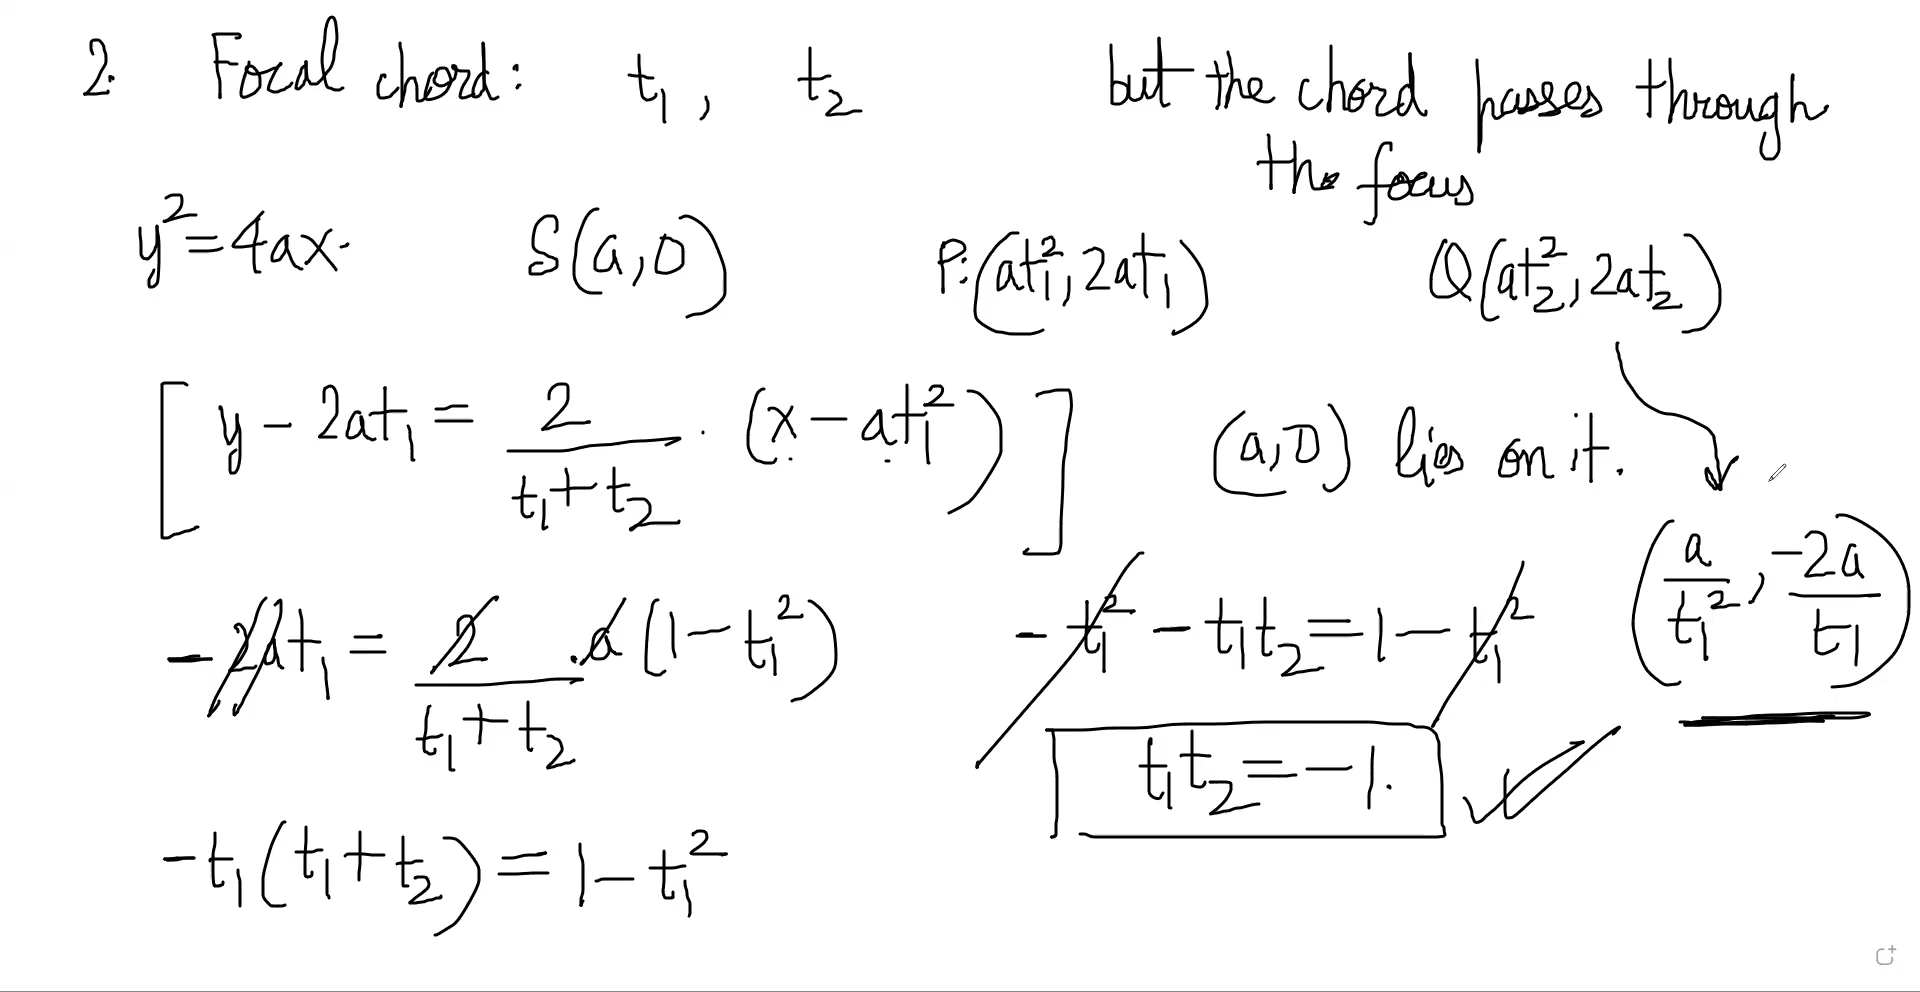 2. Focal chord: t₁, t₂
but the chord passes through
the focus
y² = 4ax. S(a, 0) P: (at₁², 2at₁) Q(at₂², 2at₂)
[ y - 2at₁ = 2/(t₁ + t₂) · (x - at₁²) ]
(a, 0) lies on it.
(a/t₁², -2a/t₁)
-2at₁ = 2/(t₁ + t₂) . a (1 - t₁²)
- t₁² - t₁t₂ = 1 - t₁²
t₁t₂ = -1.
-t₁(t₁ + t₂) = 1 - t₁²